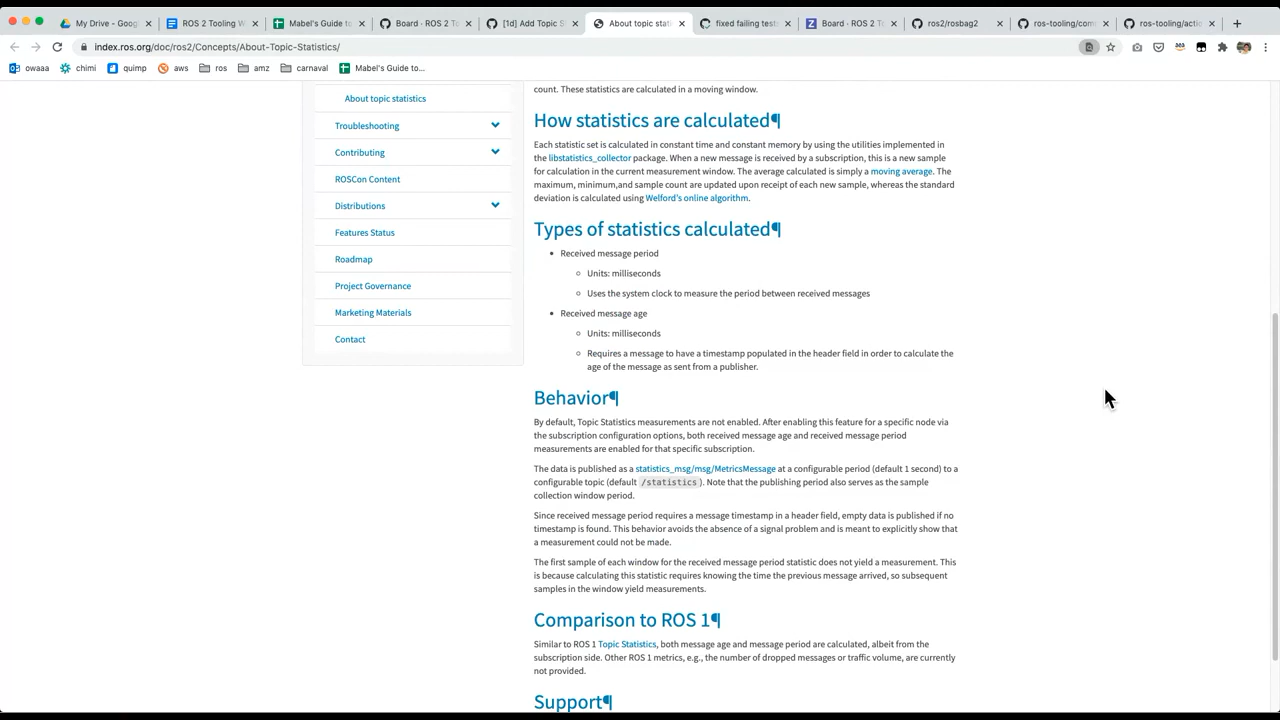 My Drive - Goog
ROS 2 Tooling W
Mabel's Guide to
Board · ROS 2 T
[1d] Add Topic S
About topic stati
fixed failing test
Board · ROS 2 T
ros2/rosbag2
ros-tooling/com
ros-tooling/acti
index.ros.org/doc/ros2/Concepts/About-Topic-Statistics/
owaaa
chimi
quimp
aws
ros
amz
carnaval
Mabel's Guide to...
About topic statistics
Troubleshooting
Contributing
ROSCon Content
Distributions
Features Status
Roadmap
Project Governance
Marketing Materials
Contact
count. These statistics are calculated in a moving window.
How statistics are calculated¶
Each statistic set is calculated in constant time and constant memory by using the utilities implemented in
the libstatistics_collector package. When a new message is received by a subscription, this is a new sample
for calculation in the current measurement window. The average calculated is simply a moving average. The
maximum, minimum,and sample count are updated upon receipt of each new sample, whereas the standard
deviation is calculated using Welford's online algorithm.
Types of statistics calculated¶
Received message period
Units: milliseconds
Uses the system clock to measure the period between received messages
Received message age
Units: milliseconds
Requires a message to have a timestamp populated in the header field in order to calculate the
age of the message as sent from a publisher.
Behavior¶
By default, Topic Statistics measurements are not enabled. After enabling this feature for a specific node via
the subscription configuration options, both received message age and received message period
measurements are enabled for that specific subscription.
The data is published as a statistics_msg/msg/MetricsMessage at a configurable period (default 1 second) to a
configurable topic (default /statistics ). Note that the publishing period also serves as the sample
collection window period.
Since received message period requires a message timestamp in a header field, empty data is published if no
timestamp is found. This behavior avoids the absence of a signal problem and is meant to explicitly show that
a measurement could not be made.
The first sample of each window for the received message period statistic does not yield a measurement. This
is because calculating this statistic requires knowing the time the previous message arrived, so subsequent
samples in the window yield measurements.
Comparison to ROS 1¶
Similar to ROS 1 Topic Statistics, both message age and message period are calculated, albeit from the
subscription side. Other ROS 1 metrics, e.g., the number of dropped messages or traffic volume, are currently
not provided.
Support¶